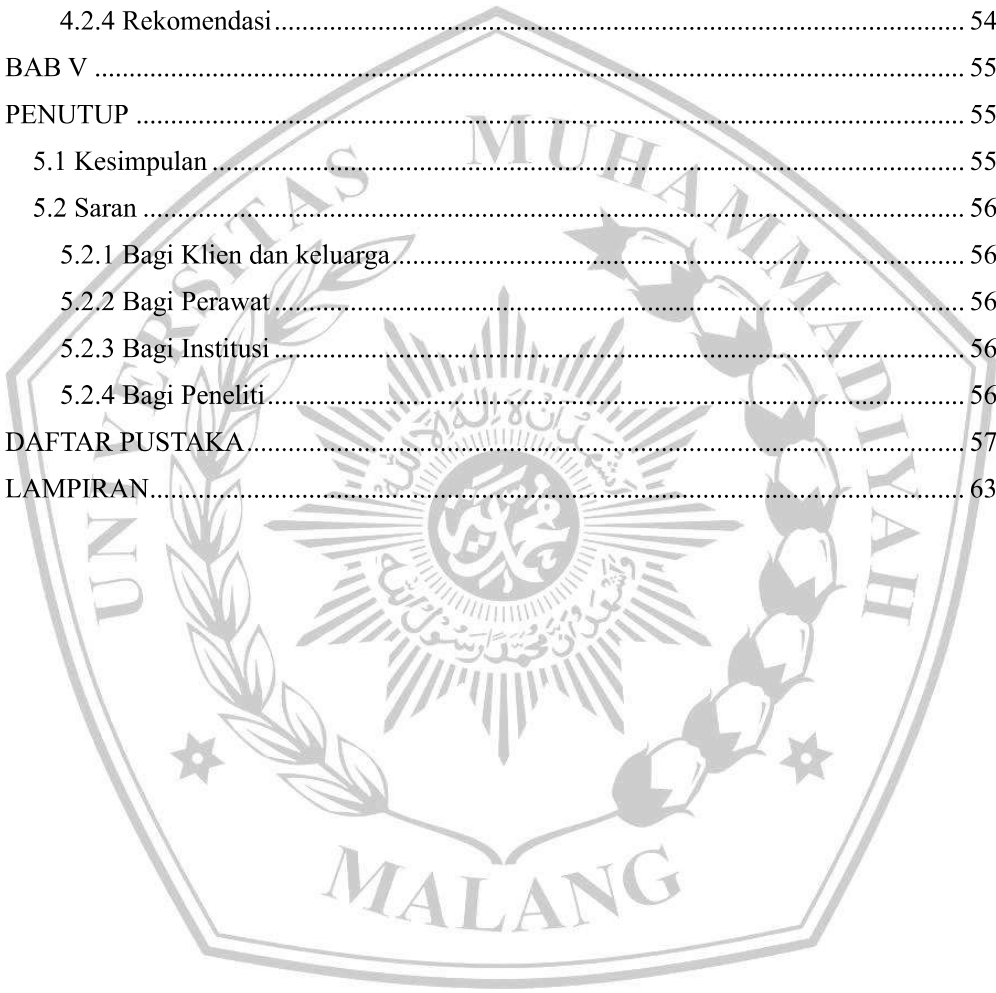 4.2.4 Rekomendasi ........................................................................................................ 54
BAB V ........................................................................................................................ 55
PENUTUP ................................................................................................................... 55
5.1 Kesimpulan ........................................................................................................... 55
5.2 Saran ..................................................................................................................... 56
5.2.1 Bagi Klien dan keluarga ..................................................................................... 56
5.2.2 Bagi Perawat ....................................................................................................... 56
5.2.3 Bagi Institusi ....................................................................................................... 56
5.2.4 Bagi Peneliti ........................................................................................................ 56
DAFTAR PUSTAKA ................................................................................................... 57
LAMPIRAN ................................................................................................................ 63
UNIVERSITAS MUHAMMADIYAH
MALANG